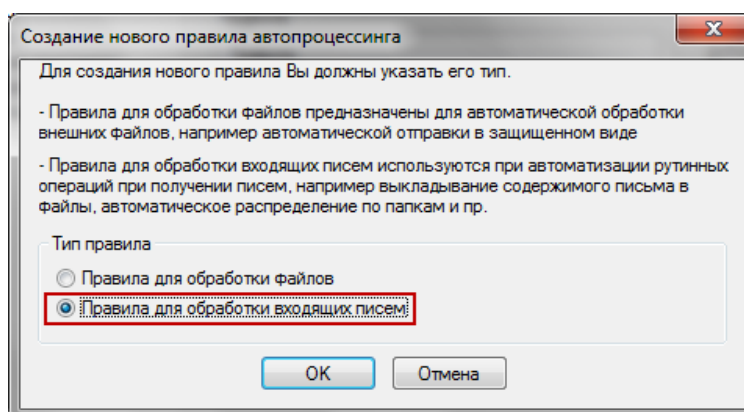 Создание нового правила автопроцессинга
Для создания нового правила Вы должны указать его тип.
- Правила для обработки файлов предназначены для автоматической обработки
внешних файлов, например автоматической отправки в защищенном виде
- Правила для обработки входящих писем используются при автоматизации рутинных
операций при получении писем, например выкладывание содержимого письма в
файлы, автоматическое распределение по папкам и пр.
Тип правила
Правила для обработки файлов
Правила для обработки входящих писем
OK
Отмена